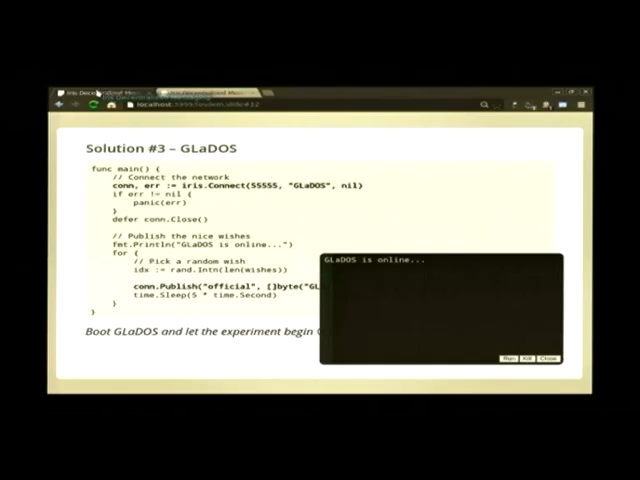 Iris Decentralized
localhost
Solution #3 – GLaDOS
func main() {
// Connect the network
conn, err := iris.Connect(55555, "GLaDOS", nil)
if err != nil {
panic(err)
}
defer conn.Close()
// Publish the nice wishes
fmt.Println("GLaDOS is online...")
for {
// Pick a random wish
idx := rand.Intn(len(wishes))
conn.Publish("official", []byte("GL
time.Sleep(5 * time.Second)
}
}
Boot GLaDOS and let the experiment begin
GLaDOS is online...
Run Kill Close